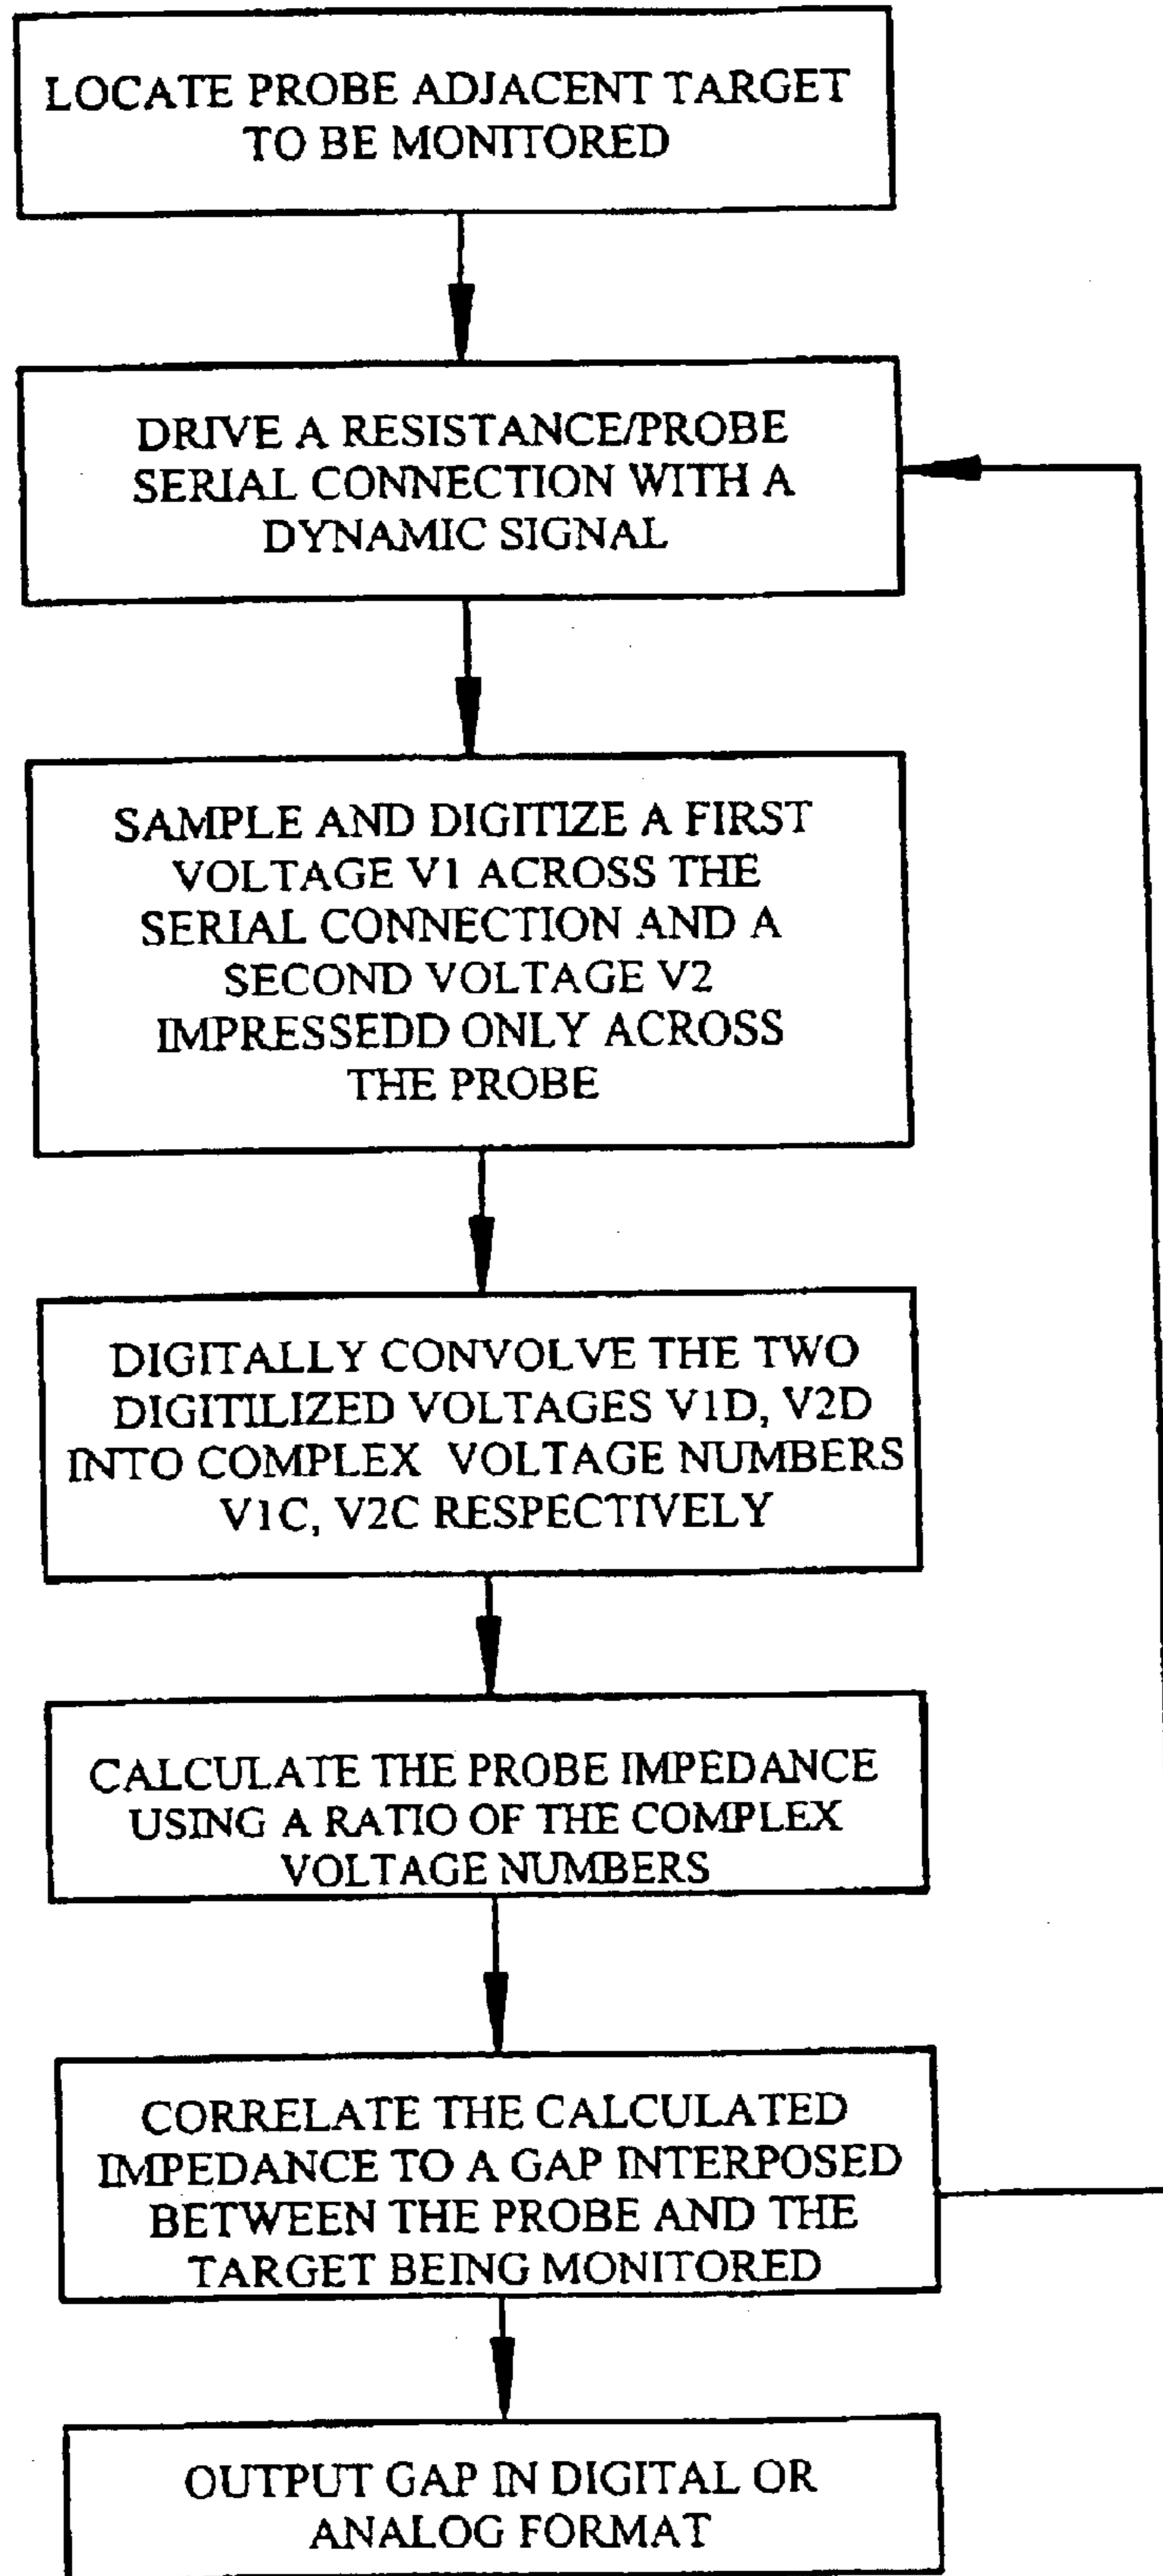 LOCATE PROBE ADJACENT TARGET
TO BE MONITORED
DRIVE A RESISTANCE/PROBE
SERIAL CONNECTION WITH A
DYNAMIC SIGNAL
SAMPLE AND DIGITIZE A FIRST
VOLTAGE V1 ACROSS THE
SERIAL CONNECTION AND A
SECOND VOLTAGE V2
IMPRESSEDD ONLY ACROSS
THE PROBE
DIGITALLY CONVOLVE THE TWO
DIGITILIZED VOLTAGES V1D, V2D
INTO COMPLEX VOLTAGE NUMBERS
V1C, V2C RESPECTIVELY
CALCULATE THE PROBE IMPEDANCE
USING A RATIO OF THE COMPLEX
VOLTAGE NUMBERS
CORRELATE THE CALCULATED
IMPEDANCE TO A GAP INTERPOSED
BETWEEN THE PROBE AND THE
TARGET BEING MONITORED
OUTPUT GAP IN DIGITAL OR
ANALOG FORMAT